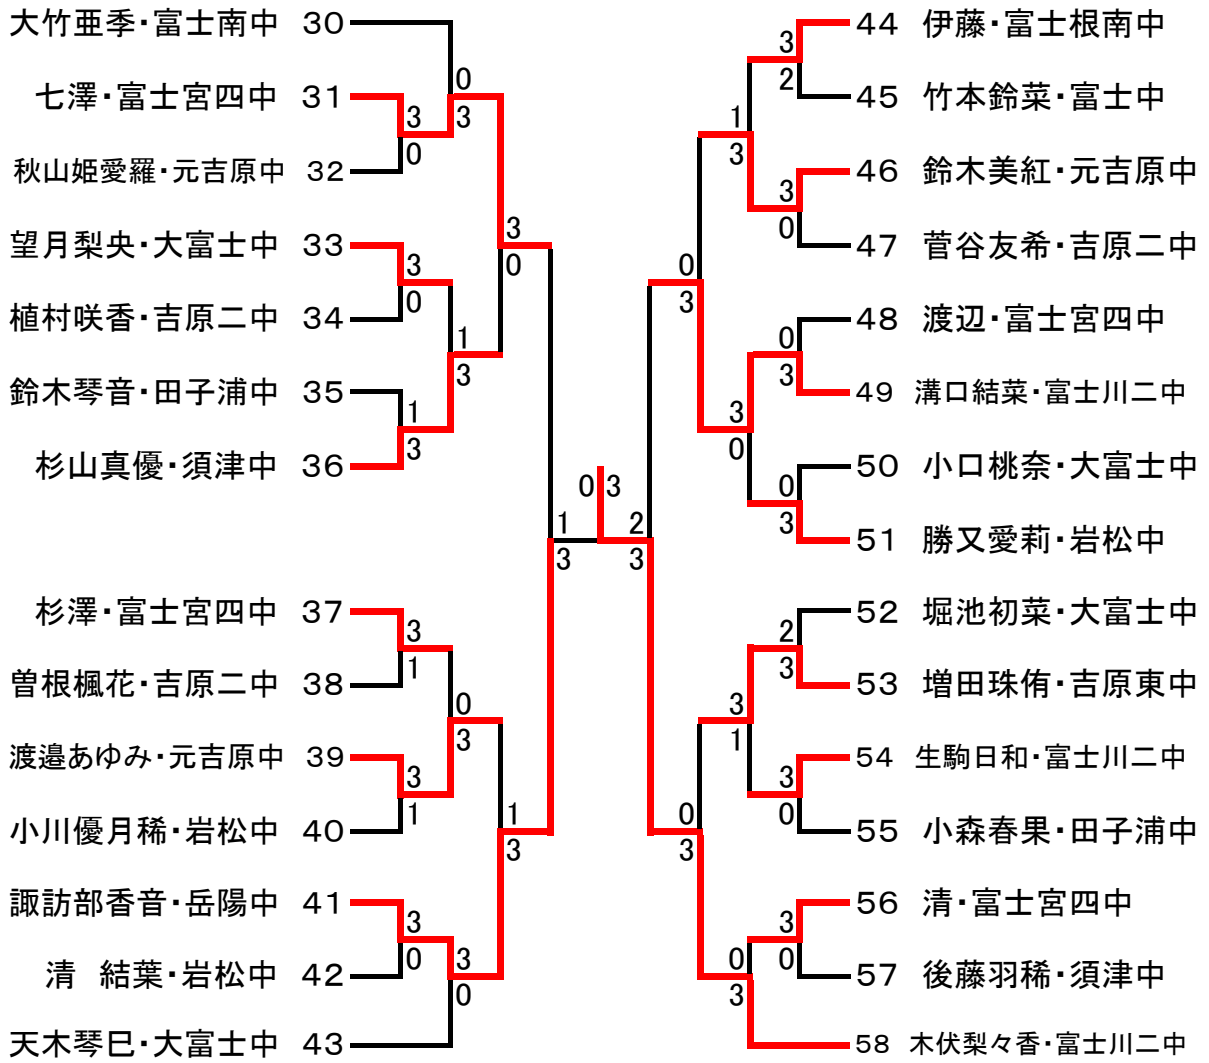 大竹亜季・富士南中 30
七澤・富士宮四中 31
秋山姫愛羅・元吉原中 32
望月梨央・大富士中 33
植村咲香・吉原二中 34
鈴木琴音・田子浦中 35
杉山真優・須津中 36
杉澤・富士宮四中 37
曽根楓花・吉原二中 38
渡邉あゆみ・元吉原中 39
小川優月稀・岩松中 40
諏訪部香音・岳陽中 41
清 結葉・岩松中 42
天木琴巳・大富士中 43
3
0
0
3
3
0
3
0
1
3
1
3
3
1
0
3
3
1
1
3
3
0
3
0
1
3
0 3
2
3
44 伊藤・富士根南中
45 竹本鈴菜・富士中
46 鈴木美紅・元吉原中
47 菅谷友希・吉原二中
48 渡辺・富士宮四中
49 溝口結菜・富士川二中
50 小口桃奈・大富士中
51 勝又愛莉・岩松中
52 堀池初菜・大富士中
53 増田珠侑・吉原東中
54 生駒日和・富士川二中
55 小森春果・田子浦中
56 清・富士宮四中
57 後藤羽稀・須津中
58 木伏梨々香・富士川二中
3
2
1
3
3
0
0
3
0
3
3
0
0
3
2
3
3
1
3
0
0
3
3
0
0
3